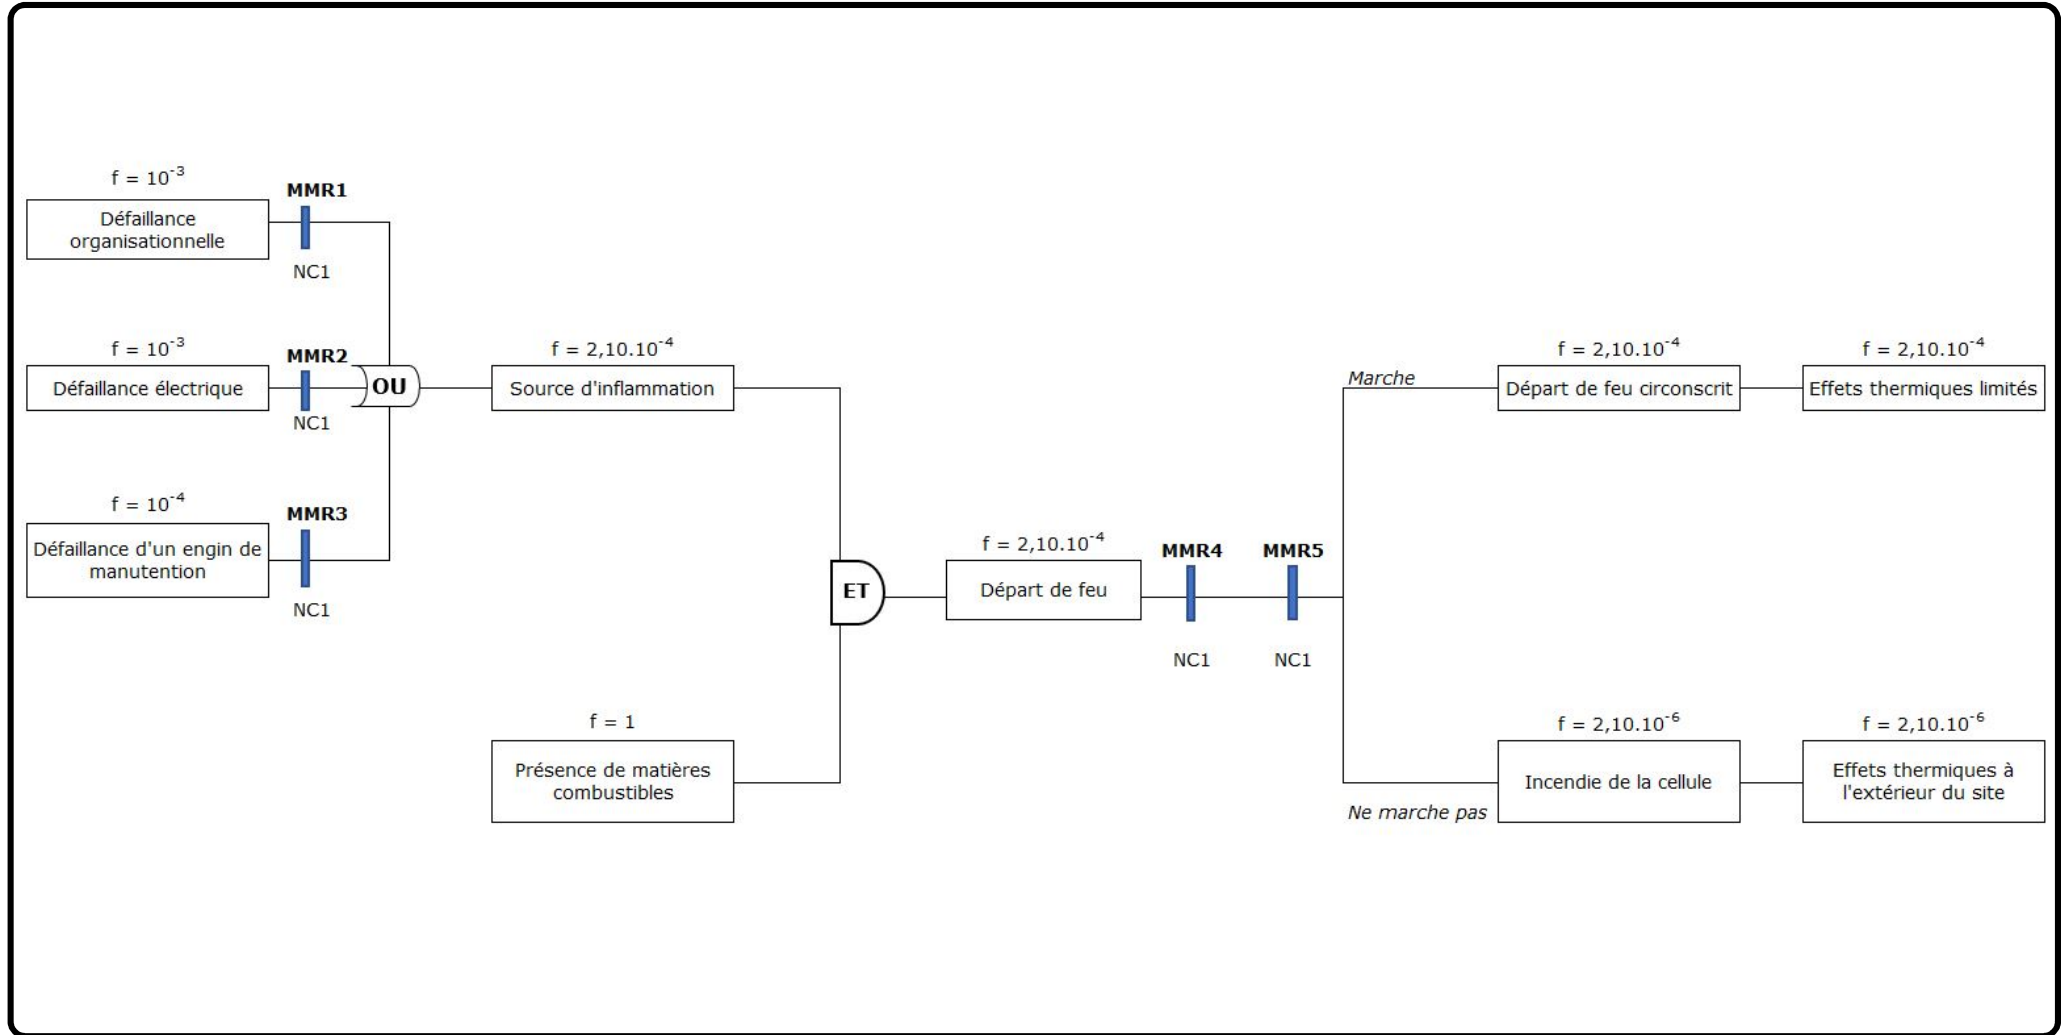 f = 10⁻³
MMR1
Défaillance
organisationnelle
NC1
f = 10⁻³
MMR2
Défaillance électrique
OU
NC1
f = 2,10.10⁻⁴
Source d'inflammation
f = 10⁻⁴
MMR3
Défaillance d'un engin de
manutention
NC1
f = 1
Présence de matières
combustibles
ET
f = 2,10.10⁻⁴
Départ de feu
MMR4
NC1
MMR5
NC1
Marche
f = 2,10.10⁻⁴
Départ de feu circonscrit
f = 2,10.10⁻⁴
Effets thermiques limités
Ne marche pas
f = 2,10.10⁻⁶
Incendie de la cellule
f = 2,10.10⁻⁶
Effets thermiques à
l'extérieur du site